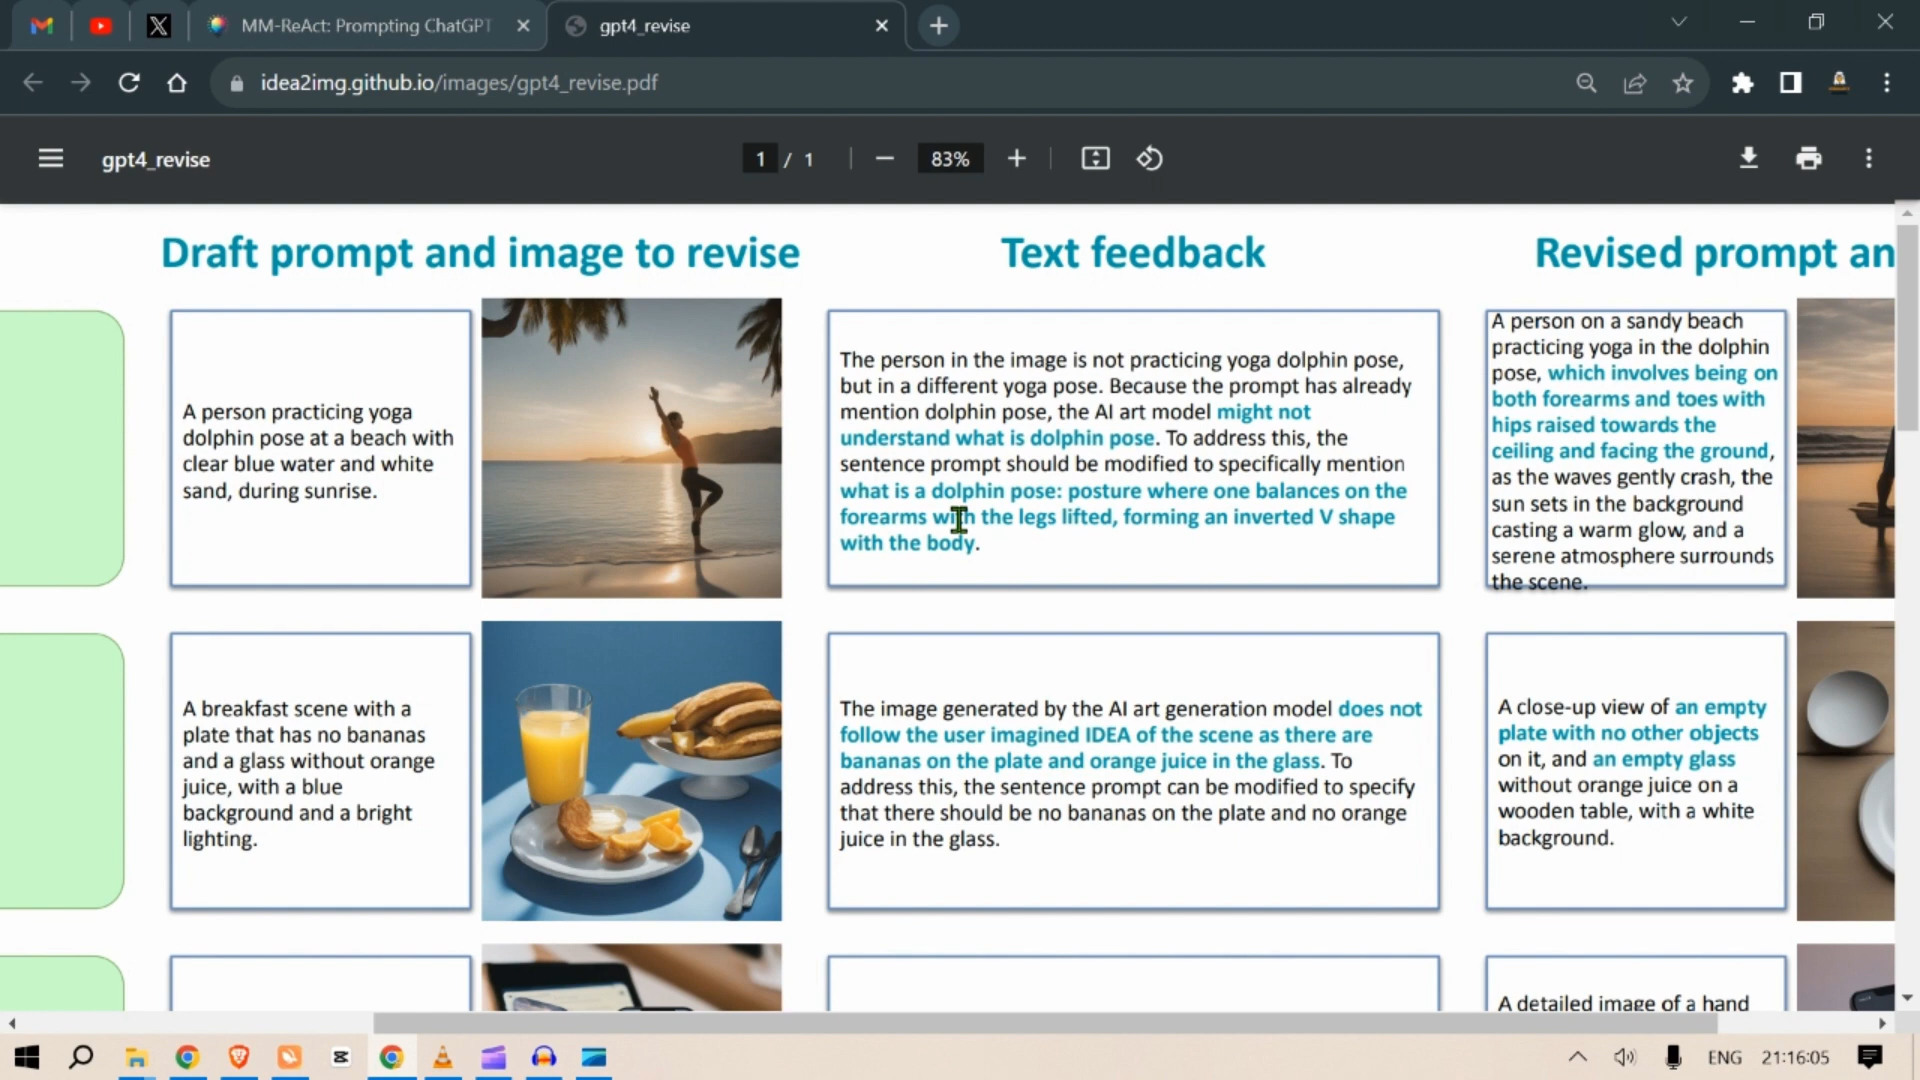 MM-ReAct: Prompting ChatGPT
gpt4_revise
idea2img.github.io/images/gpt4_revise.pdf
gpt4_revise
1 / 1
83%
Draft prompt and image to revise
Text feedback
Revised prompt an
A person practicing yoga
dolphin pose at a beach with
clear blue water and white
sand, during sunrise.
The person in the image is not practicing yoga dolphin pose,
but in a different yoga pose. Because the prompt has already
mention dolphin pose, the AI art model might not
understand what is dolphin pose. To address this, the
sentence prompt should be modified to specifically mention
what is a dolphin pose: posture where one balances on the
forearms with the legs lifted, forming an inverted V shape
with the body.
A person on a sandy beach
practicing yoga in the dolphin
pose, which involves being on
both forearms and toes with
hips raised towards the
ceiling and facing the ground,
as the waves gently crash, the
sun sets in the background
casting a warm glow, and a
serene atmosphere surrounds
the scene.
A breakfast scene with a
plate that has no bananas
and a glass without orange
juice, with a blue
background and a bright
lighting.
The image generated by the AI art generation model does not
follow the user imagined IDEA of the scene as there are
bananas on the plate and orange juice in the glass. To
address this, the sentence prompt can be modified to specify
that there should be no bananas on the plate and no orange
juice in the glass.
A close-up view of an empty
plate with no other objects
on it, and an empty glass
without orange juice on a
wooden table, with a white
background.
A detailed image of a hand
ENG
21:16:05